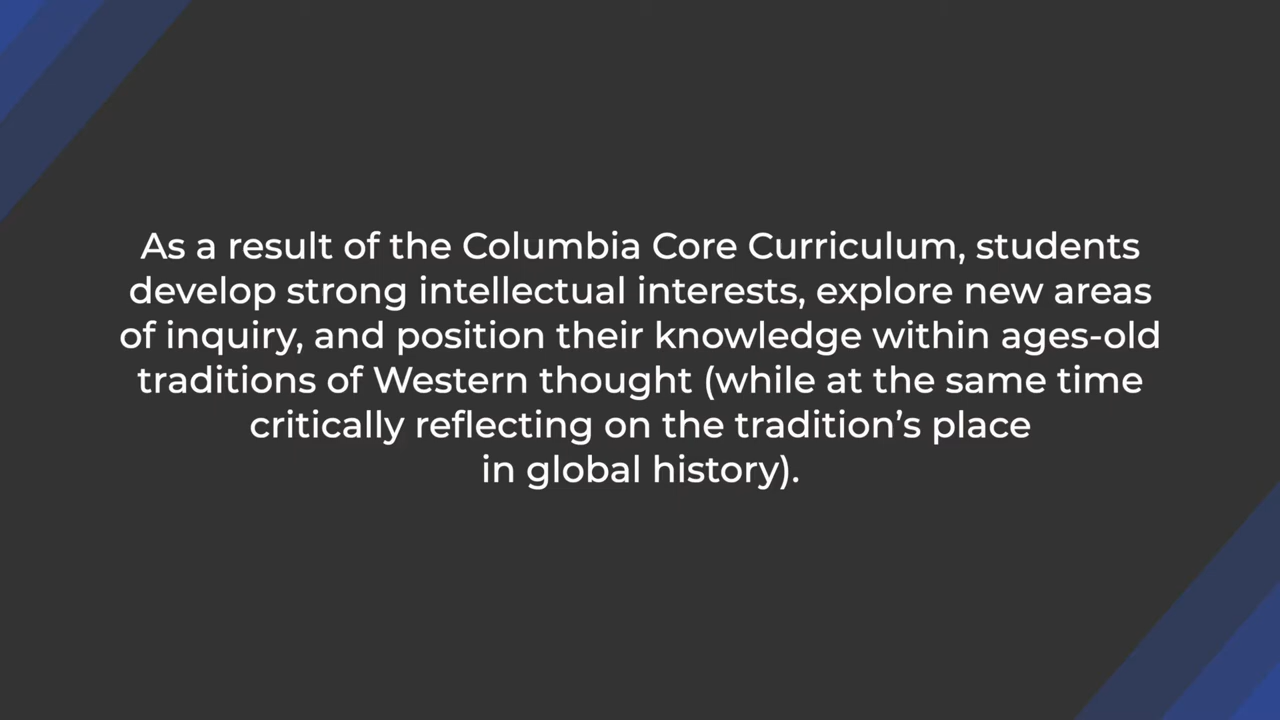 As a result of the Columbia Core Curriculum, students
develop strong intellectual interests, explore new areas
of inquiry, and position their knowledge within ages-old
traditions of Western thought (while at the same time
critically reflecting on the tradition’s place
in global history).